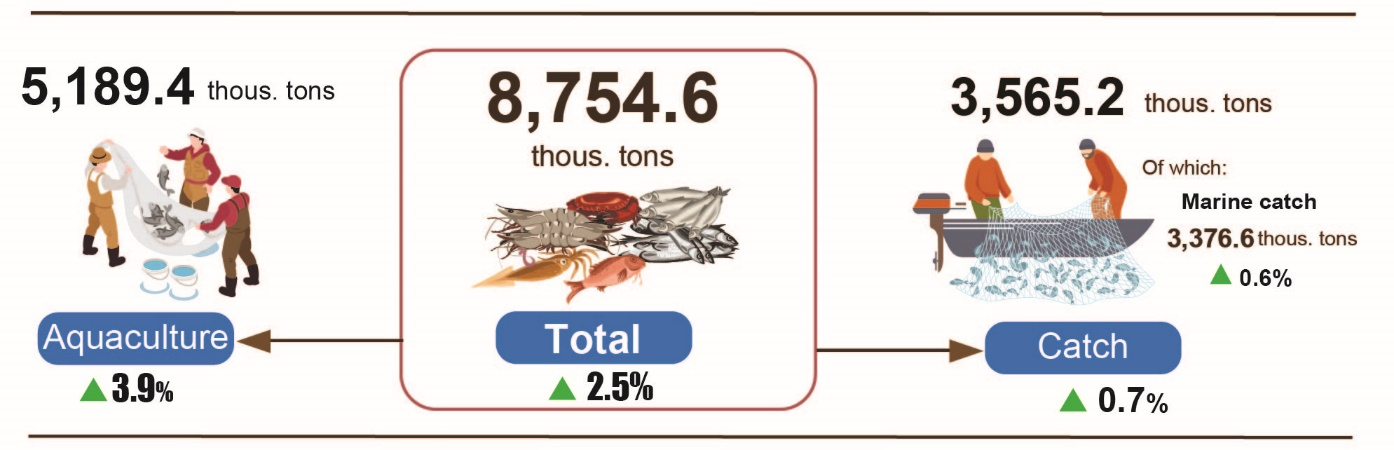 5,189.4 thous. tons
Aquaculture
▲ 3.9%
8,754.6
thous. tons
Total
▲ 2.5%
3,565.2 thous. tons
Of which:
Marine catch
3,376.6 thous. tons
▲ 0.6%
Catch
▲ 0.7%